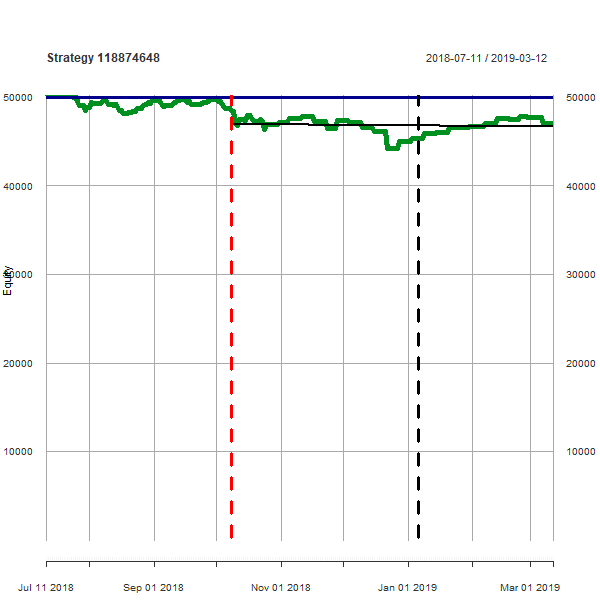 Strategy 118874648
2018-07-11 / 2019-03-12
50000 50000
40000 40000
30000 30000
Equity
20000 20000
10000 10000
Jul 11 2018 Sep 01 2018 Nov 01 2018 Jan 01 2019 Mar 01 2019